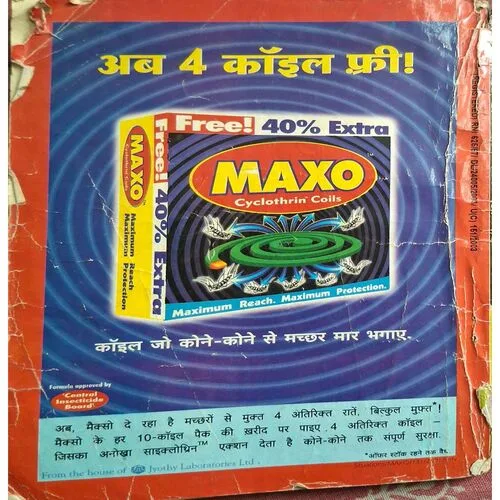 अब 4 कॉइल फ़्री!
Free! 40% Extra
Free! 40% Extra
MAXO
Cyclothrin Coils
Maximum Reach
Maximum Protection
MAXO
Cyclothrin Coils
Maximum Reach. Maximum Protection.
कॉइल जो कोने-कोने से मच्छर मार भगाए.
Formula approved by
'Central
Insecticide
Board'
अब, मैक्सो दे रहा है मच्छरों से मुक्त 4 अतिरिक्त रातें, बिल्कुल मुफ़्त*!
मैक्सो के हर 10-कॉइल पैक की ख़रीद पर पाइए 4 अतिरिक्त कॉइल –
जिसका अनोखा साइक्लोथ्रिन™ एक्शन देता है कोने-कोने तक संपूर्ण सुरक्षा.
*ऑफर स्टॉक रहने तक वैध.
From the house of Jyothy Laboratories Ltd.